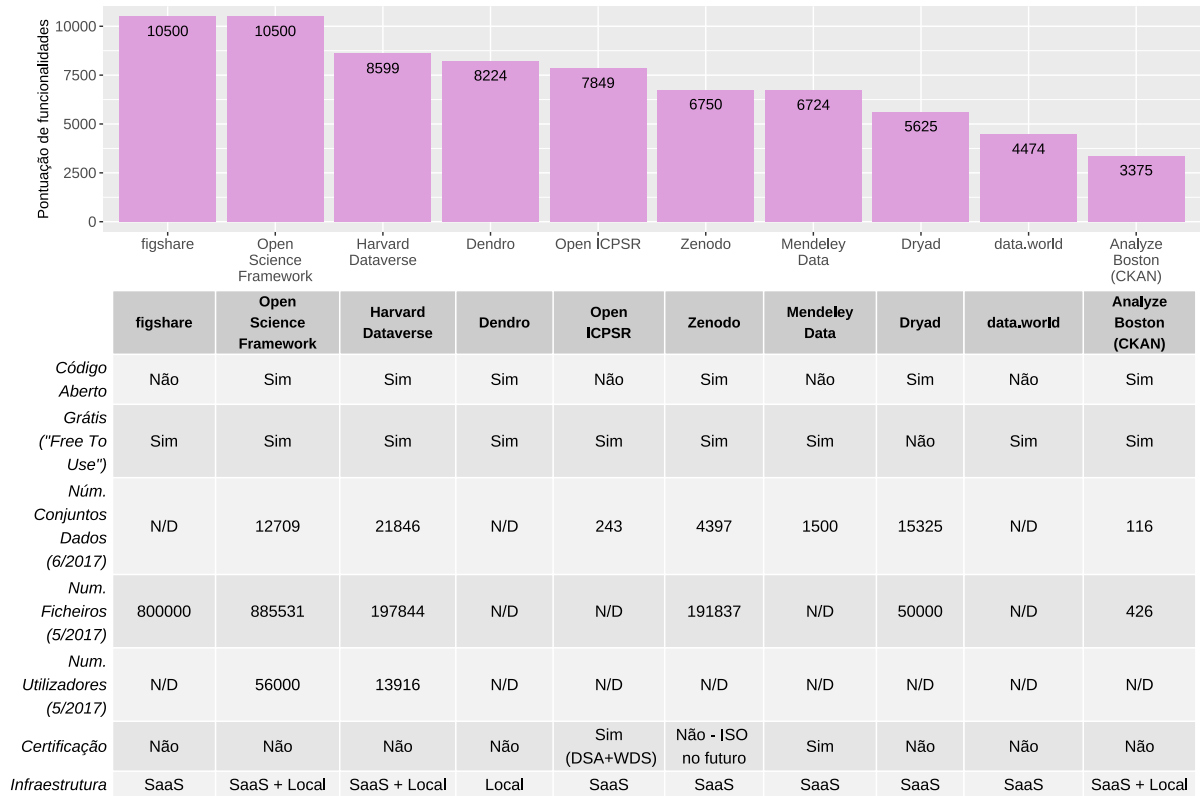 Pontuação de funcionalidades
10000
7500
5000
2500
0
10500
10500
8599
8224
7849
6750
6724
5625
4474
3375
figshare
Open
Science
Framework
Harvard
Dataverse
Dendro
Open ICPSR
Zenodo
Mendeley
Data
Dryad
data.world
Analyze
Boston
(CKAN)
figshare
Open
Science
Framework
Harvard
Dataverse
Dendro
Open
ICPSR
Zenodo
Mendeley
Data
Dryad
data.world
Analyze
Boston
(CKAN)
Código
Aberto
Não
Sim
Sim
Sim
Não
Sim
Não
Sim
Não
Sim
Grátis
("Free To
Use")
Sim
Sim
Sim
Sim
Sim
Sim
Sim
Não
Sim
Sim
Núm.
Conjuntos
Dados
(6/2017)
N/D
12709
21846
N/D
243
4397
1500
15325
N/D
116
Num.
Ficheiros
(5/2017)
800000
885531
197844
N/D
N/D
191837
N/D
50000
N/D
426
Num.
Utilizadores
(5/2017)
N/D
56000
13916
N/D
N/D
N/D
N/D
N/D
N/D
N/D
Certificação
Não
Não
Não
Não
Sim
(DSA+WDS)
Não - ISO
no futuro
Sim
Não
Não
Não
Infraestrutura
SaaS
SaaS + Local
SaaS + Local
Local
SaaS
SaaS
SaaS
SaaS
SaaS
SaaS + Local